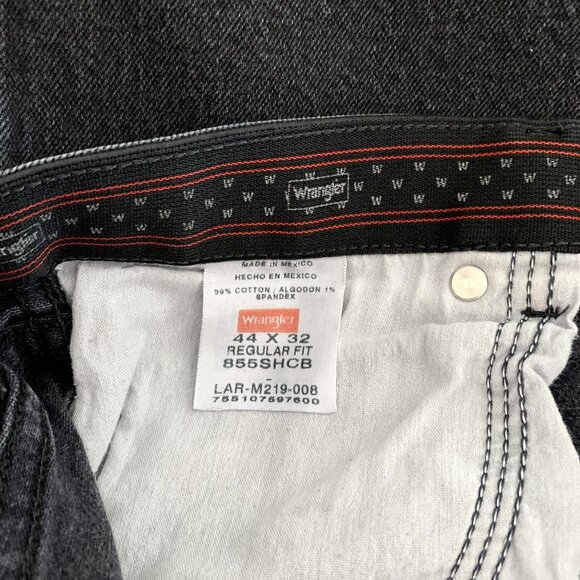 W W W W W W W W W W W W
Wrangler
Wrangler
MADE IN MEXICO
HECHO EN MEXICO
99% COTTON / ALGODON 1%
SPANDEX
Wrangler
44 X 32
REGULAR FIT
855SHCB
-
LAR-M219-008
755107597600